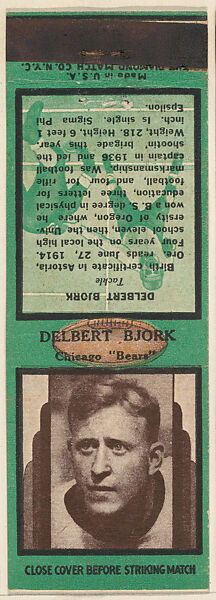 DELBERT BJORK
Chicago "Bears"
CLOSE COVER BEFORE STRIKING MATCH
DELBERT BJORK
Tackle
Birth certificate in Astoria,
Ore. reads June 27, 1914.
Four years on the local high
school eleven, then the Univ-
ersity of Oregon, where he
won a B. S. degree in physical
education, three letters for
football, and four for rifle
marksmanship. Was football
captain in 1936 and led the
shootin' brigade this year.
Weight, 218. Height, 6 feet 1
inch. Is single. Sigma Phi
Epsilon.
Made in U.S.A.
THE DIAMOND MATCH CO. N.Y.C.